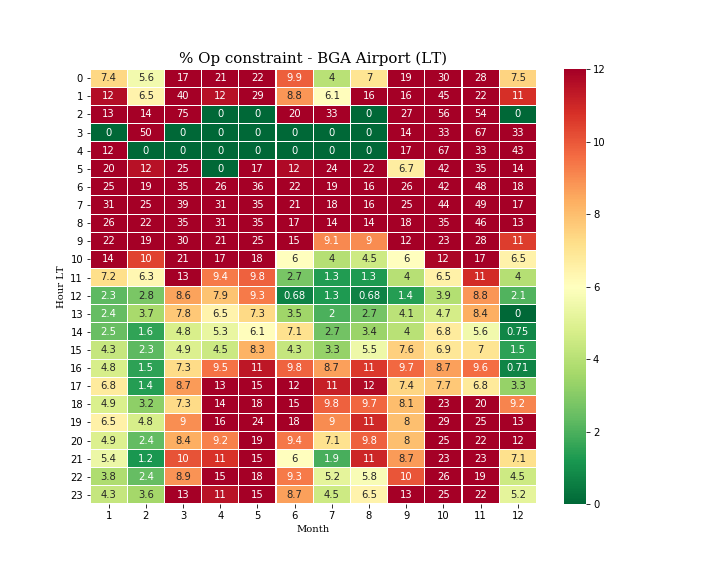 % Op constraint - BGA Airport (LT)
0 7.4 5.6 17 21 22 9.9 4 7 19 30 28 7.5
1 12 6.5 40 12 29 8.8 6.1 16 16 45 22 11
2 13 14 75 0 0 20 33 0 27 56 54 0
3 0 50 0 0 0 0 0 0 14 33 67 33
4 12 0 0 0 0 0 0 0 17 67 33 43
5 20 12 25 0 17 12 24 22 6.7 42 35 14
6 25 19 35 26 36 22 19 16 26 42 48 18
7 31 25 39 31 35 21 18 16 25 44 49 17
8 26 22 35 31 35 17 14 14 18 35 46 13
9 22 19 30 21 25 15 9.1 9 12 23 28 11
10 14 10 21 17 18 6 4 4.5 6 12 17 6.5
11 7.2 6.3 13 9.4 9.8 2.7 1.3 1.3 4 6.5 11 4
12 2.3 2.8 8.6 7.9 9.3 0.68 1.3 0.68 1.4 3.9 8.8 2.1
13 2.4 3.7 7.8 6.5 7.3 3.5 2 2.7 4.1 4.7 8.4 0
14 2.5 1.6 4.8 5.3 6.1 7.1 2.7 3.4 4 6.8 5.6 0.75
15 4.3 2.3 4.9 4.5 8.3 4.3 3.3 5.5 7.6 6.9 7 1.5
16 4.8 1.5 7.3 9.5 11 9.8 8.7 11 9.7 8.7 9.6 0.71
17 6.8 1.4 8.7 13 15 12 11 12 7.4 7.7 6.8 3.3
18 4.9 3.2 7.3 14 18 15 9.8 9.7 8.1 23 20 9.2
19 6.5 4.8 9 16 24 18 9 11 8 29 25 13
20 4.9 2.4 8.4 9.2 19 9.4 7.1 9.8 8 25 22 12
21 5.4 1.2 10 11 15 6 1.9 11 8.7 23 23 7.1
22 3.8 2.4 8.9 15 18 9.3 5.2 5.8 10 26 19 4.5
23 4.3 3.6 13 11 15 8.7 4.5 6.5 13 25 22 5.2
1 2 3 4 5 6 7 8 9 10 11 12
Month
Hour LT
12
10
8
6
4
2
0